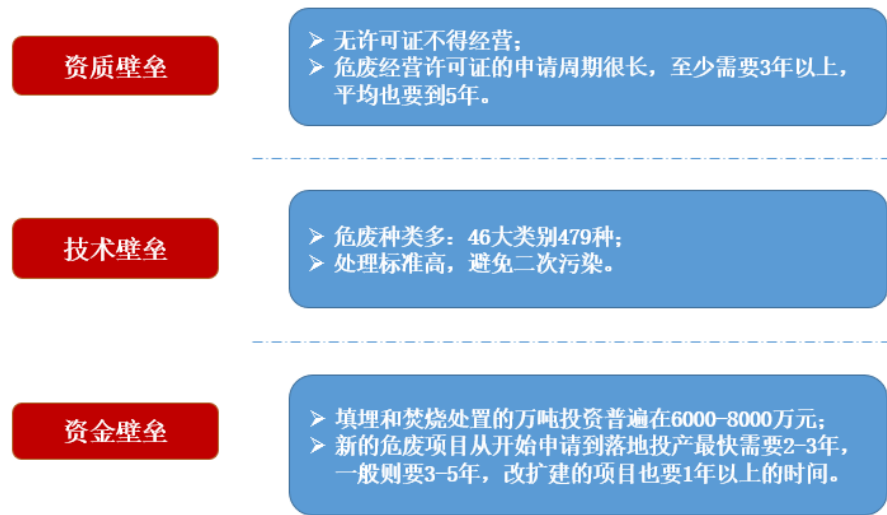 资质壁垒
➢ 无许可证不得经营；
➢ 危废经营许可证的申请周期很长，至少需要3年以上，
平均也要到5年。
技术壁垒
➢ 危废种类多：46大类别479种；
➢ 处理标准高，避免二次污染。
资金壁垒
➢ 填埋和焚烧处置的万吨投资普遍在6000-8000万元；
➢ 新的危废项目从开始申请到落地投产最快需要2-3年，
一般则要3-5年，改扩建的项目也要1年以上的时间。